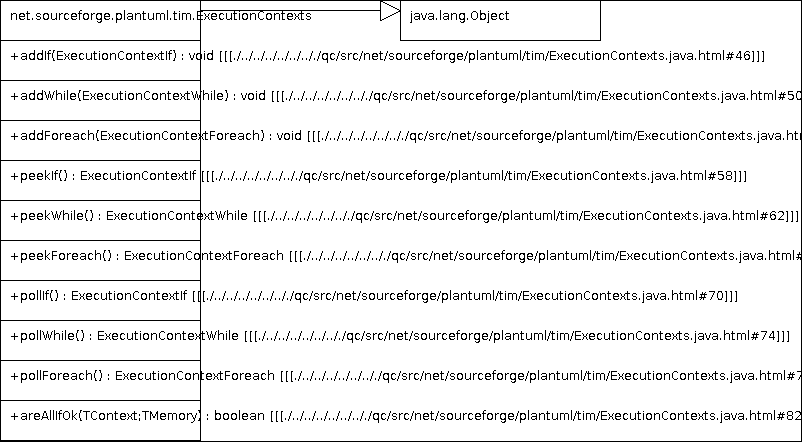 net.sourceforge.plantuml.tim.ExecutionContexts
java.lang.Object
+addIf(ExecutionContextIf) : void [[[./../../../../../../qc/src/net/sourceforge/plantuml/tim/ExecutionContexts.java.html#46]]]
+addWhile(ExecutionContextWhile) : void [[[./../../../../../../qc/src/net/sourceforge/plantuml/tim/ExecutionContexts.java.html#50
+addForeach(ExecutionContextForeach) : void [[[./../../../../../../qc/src/net/sourceforge/plantuml/tim/ExecutionContexts.java.ht
+peekIf() : ExecutionContextIf [[[./../../../../../../qc/src/net/sourceforge/plantuml/tim/ExecutionContexts.java.html#58]]]
+peekWhile() : ExecutionContextWhile [[[./../../../../../../qc/src/net/sourceforge/plantuml/tim/ExecutionContexts.java.html#62]]]
+peekForeach() : ExecutionContextForeach [[[./../../../../../../qc/src/net/sourceforge/plantuml/tim/ExecutionContexts.java.html#
+pollIf() : ExecutionContextIf [[[./../../../../../../qc/src/net/sourceforge/plantuml/tim/ExecutionContexts.java.html#70]]]
+pollWhile() : ExecutionContextWhile [[[./../../../../../../qc/src/net/sourceforge/plantuml/tim/ExecutionContexts.java.html#74]]]
+pollForeach() : ExecutionContextForeach [[[./../../../../../../qc/src/net/sourceforge/plantuml/tim/ExecutionContexts.java.html#7
+areAllIfOk(TContext;TMemory) : boolean [[[./../../../../../../qc/src/net/sourceforge/plantuml/tim/ExecutionContexts.java.html#82